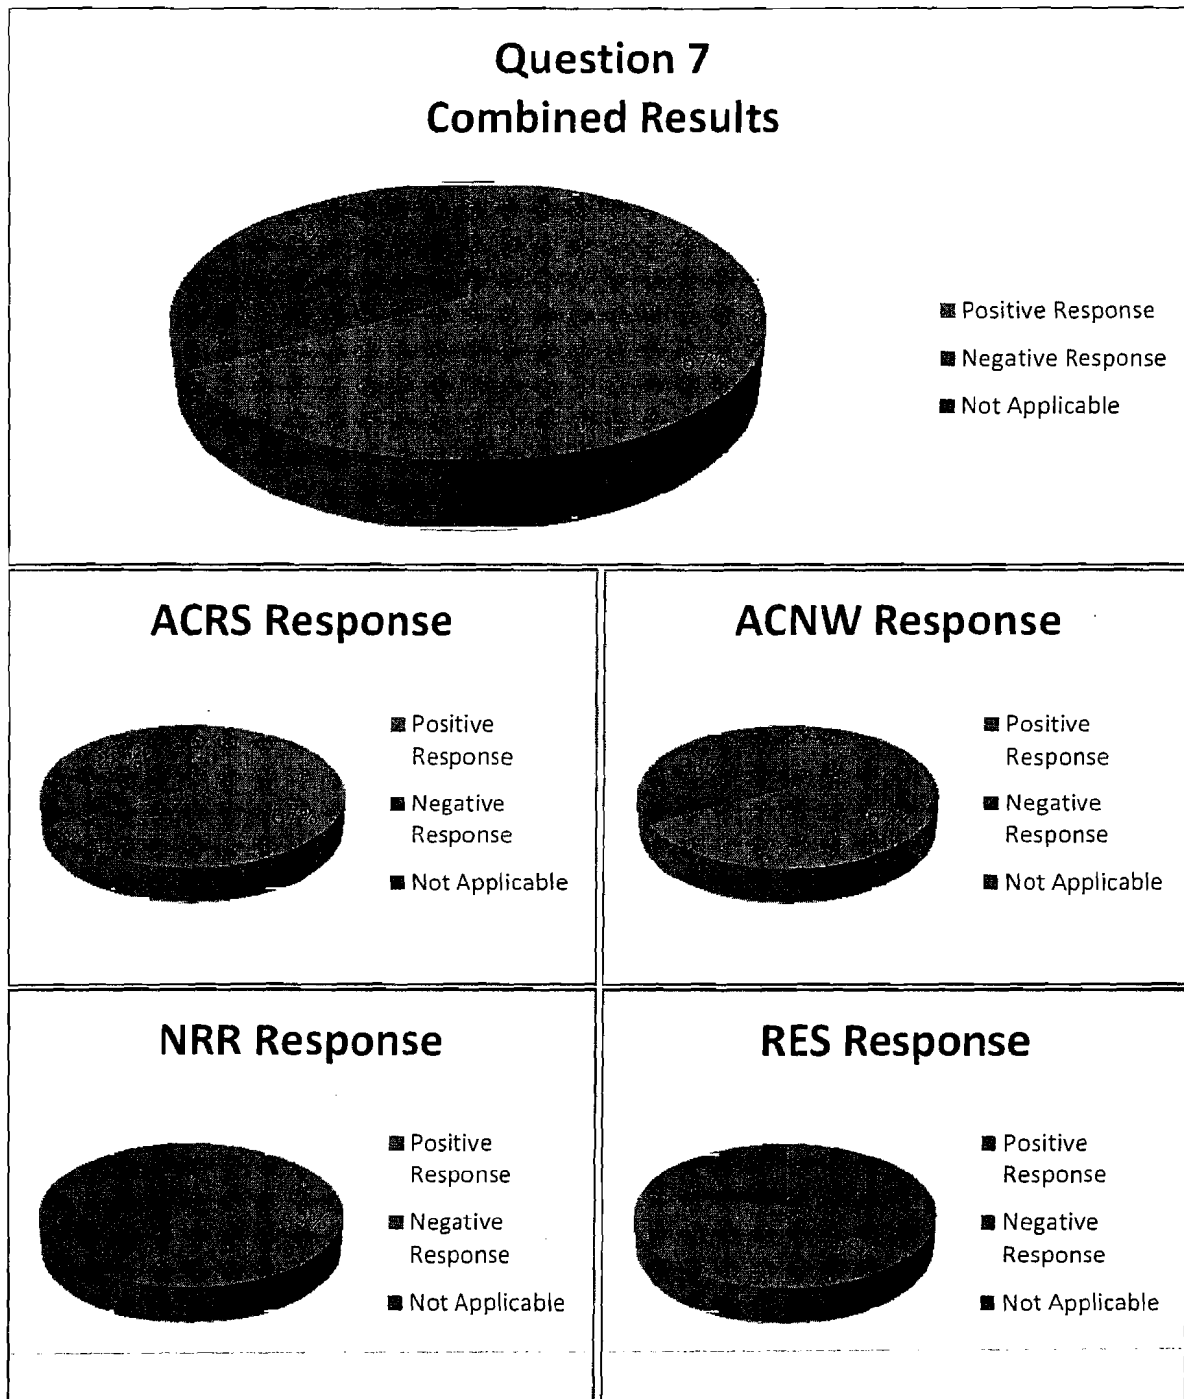 Question 7
Combined Results
Positive Response
Negative Response
Not Applicable
ACRS Response
Positive
Response
Negative
Response
Not Applicable
ACNW Response
Positive
Response
Negative
Response
Not Applicable
NRR Response
Positive
Response
Negative
Response
Not Applicable
RES Response
Positive
Response
Negative
Response
Not Applicable